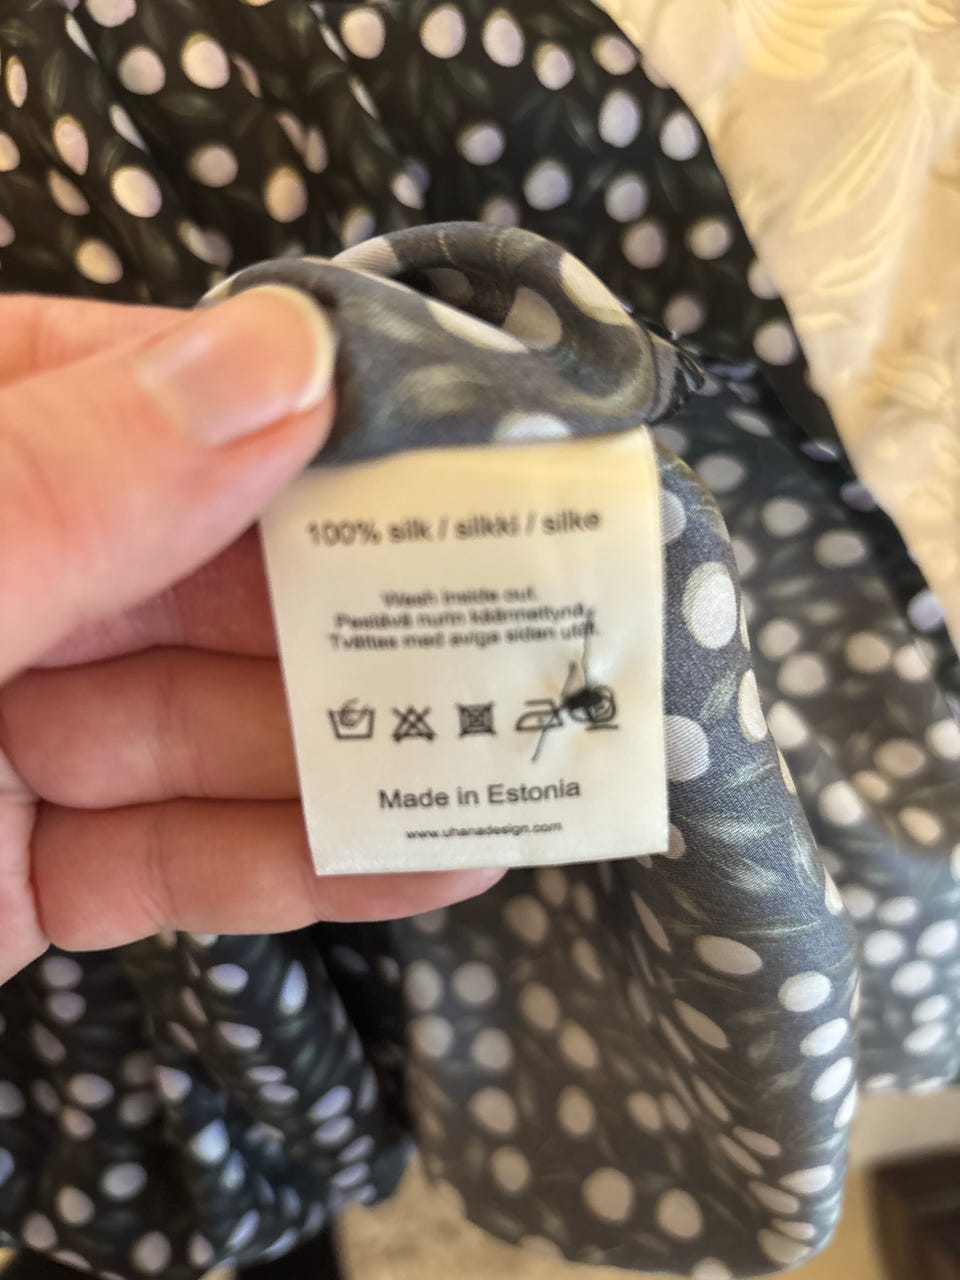 100% silk / silkki / silke
Wash inside out.
Pestävä nurin käännettynä.
Tvättas med aviga sidan utåt.
Made in Estonia
www.uhanadesign.com